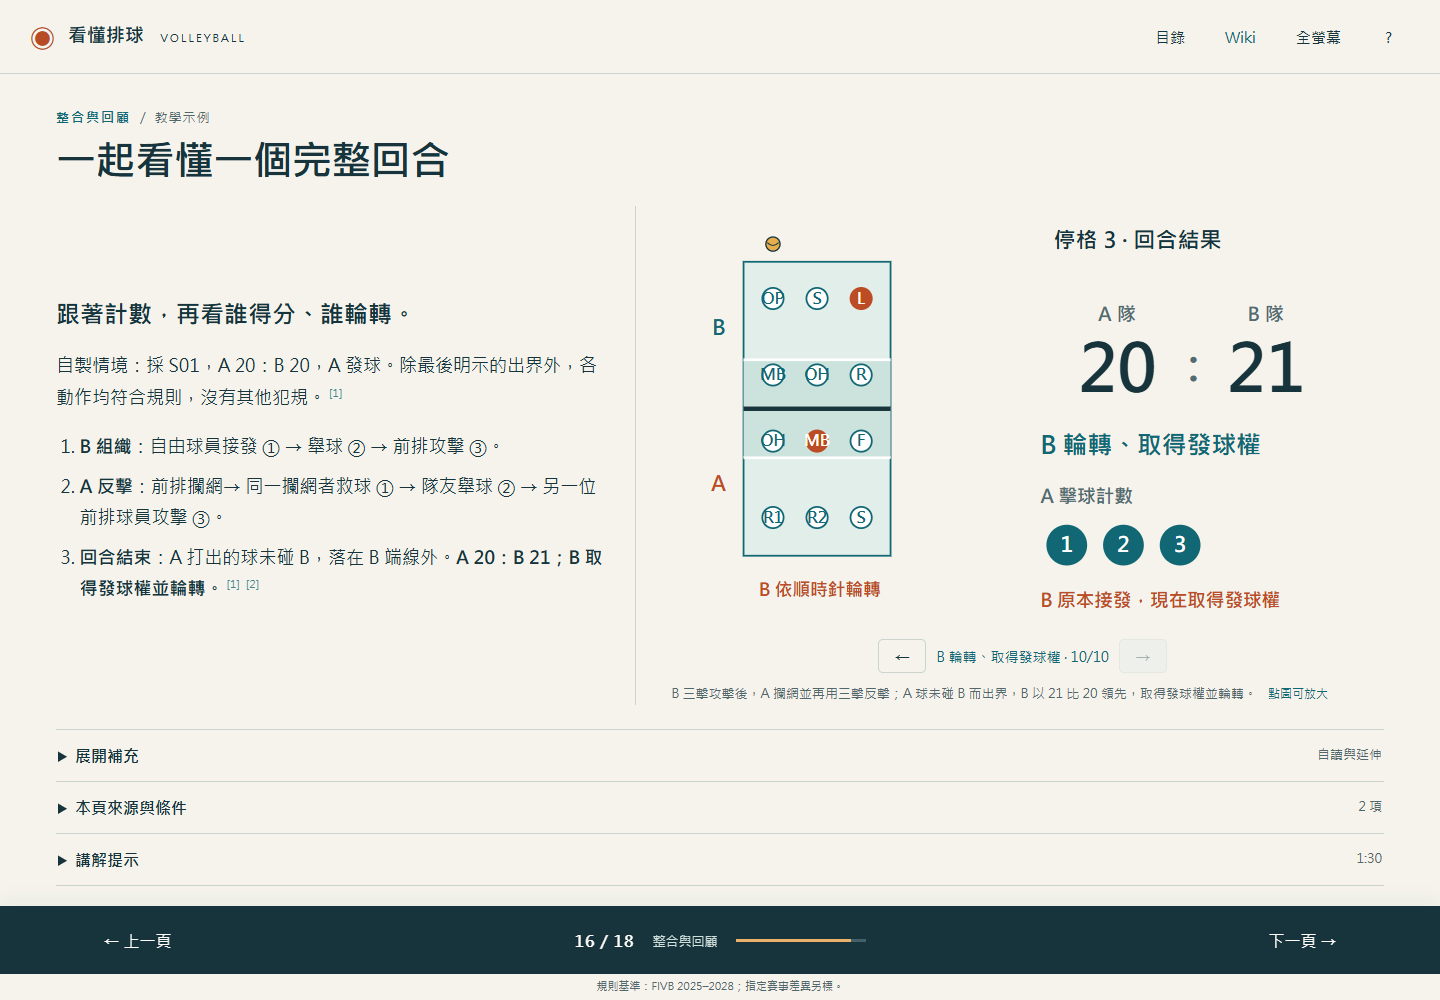 看懂排球 VOLLEYBALL
目錄 Wiki 全螢幕 ?
整合與回顧 / 教學示例
一起看懂一個完整回合
跟著計數，再看誰得分、誰輪轉。
自製情境：採 S01，A 20：B 20，A 發球。除最後明示的出界外，各
動作均符合規則，沒有其他犯規。[1]
1. B 組織：自由球員接發 ① → 舉球 ② → 前排攻擊 ③。
2. A 反擊：前排攔網→ 同一攔網者救球 ① → 隊友舉球 ② → 另一位
前排球員攻擊 ③。
3. 回合結束：A 打出的球未碰 B，落在 B 端線外。A 20：B 21；B 取
得發球權並輪轉。[1] [2]
OP S L
B
MB OH R
OH MB F
A
R1 R2 S
B 依順時針輪轉
停格 3 · 回合結果
A 隊 B 隊
20 : 21
B 輪轉、取得發球權
A 擊球計數
1 2 3
B 原本接發，現在取得發球權
← B 輪轉、取得發球權 · 10/10 →
B 三擊攻擊後，A 攔網並再用三擊反擊；A 球未碰 B 而出界，B 以 21 比 20 領先，取得發球權並輪轉。 點圖可放大
▶ 展開補充 自讀與延伸
▶ 本頁來源與條件 2 項
▶ 講解提示 1:30
← 上一頁 16 / 18 整合與回顧 下一頁 →
規則基準：FIVB 2025–2028；指定賽事差異另標。